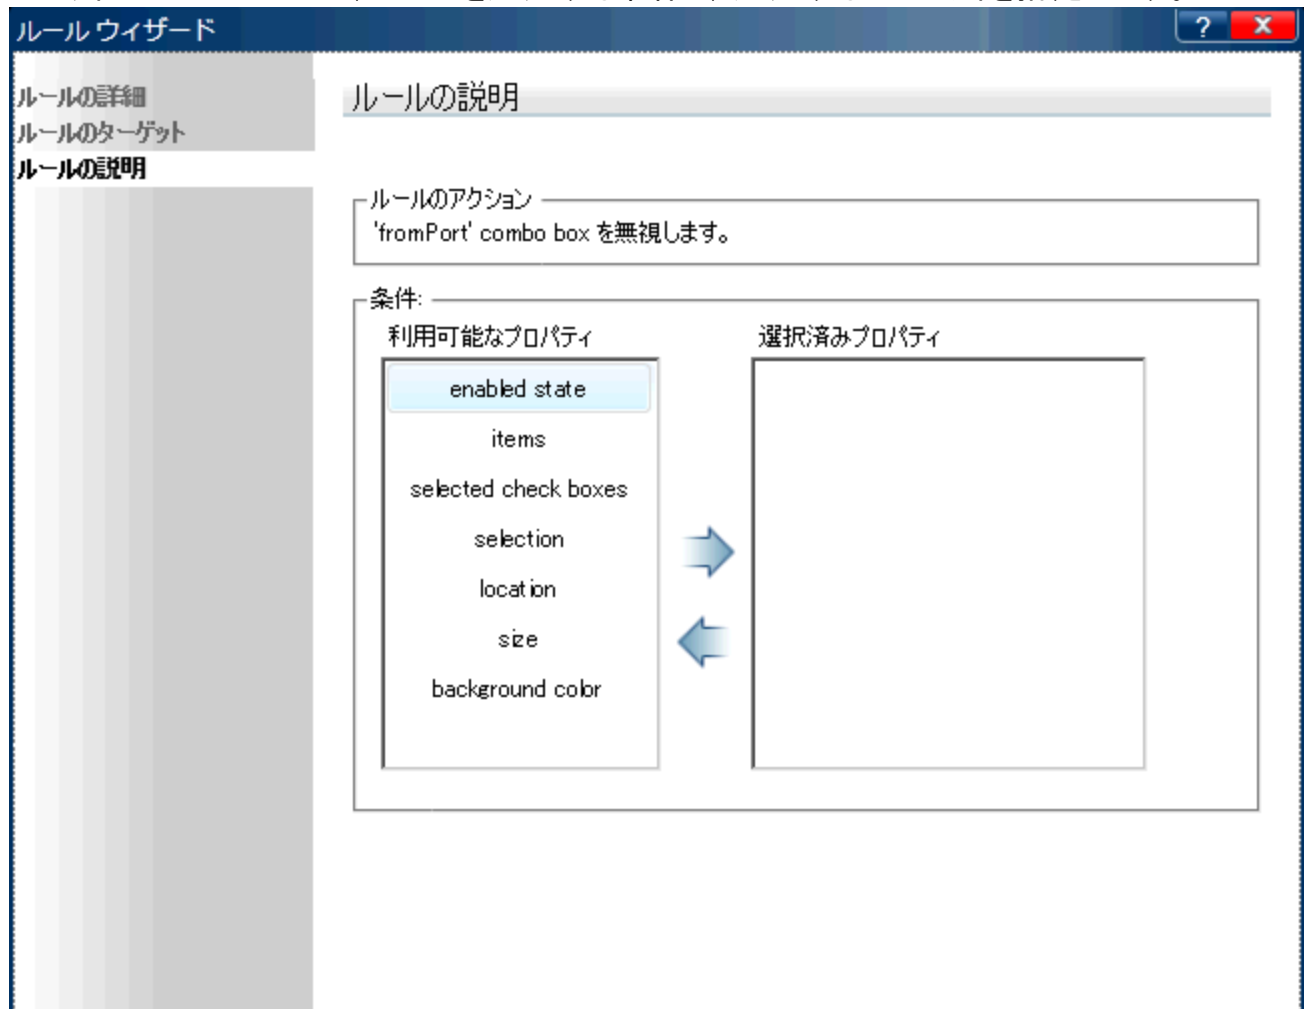 ルール ウィザード
?
ルールの詳細
ルールのターゲット
ルールの説明
ルールの説明
ルールのアクション
'fromPort' combo box を無視します。
条件:
利用可能なプロパティ
選択済みプロパティ
enabled state
items
selected check boxes
selection
location
size
background color